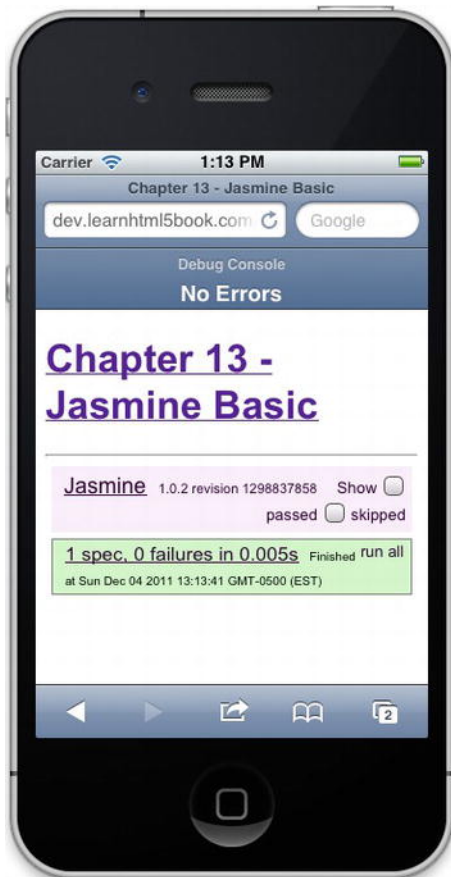 Carrier 1:13 PM
Chapter 13 - Jasmine Basic
dev.learnhtml5book.com Google
Debug Console
No Errors
Chapter 13 -
Jasmine Basic
Jasmine 1.0.2 revision 1298837858 Show
passed skipped
1 spec, 0 failures in 0.005s Finished run all
at Sun Dec 04 2011 13:13:41 GMT-0500 (EST)
2